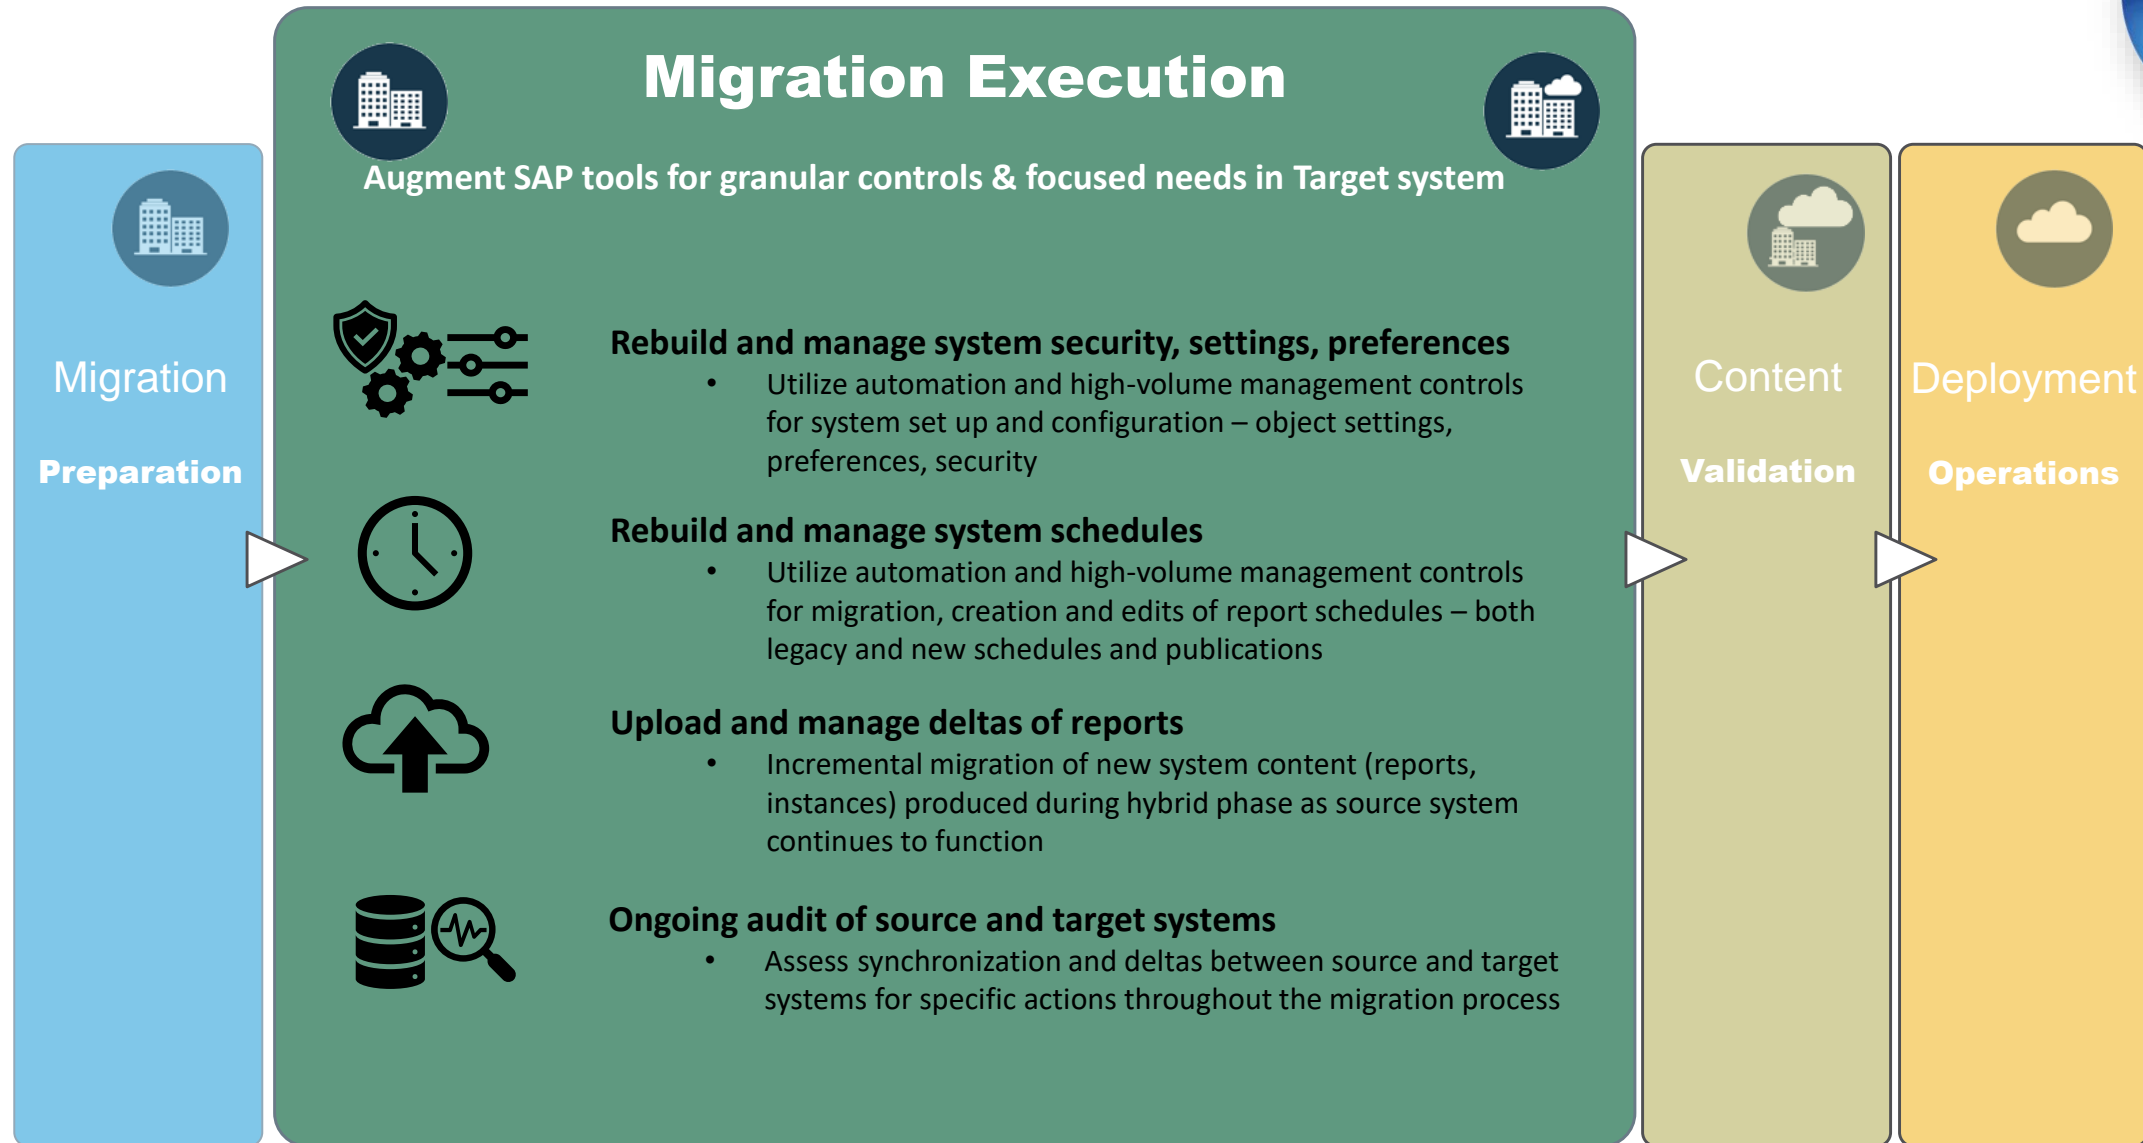 Migration
Preparation
Migration Execution
Augment SAP tools for granular controls & focused needs in Target system
Rebuild and manage system security, settings, preferences
• Utilize automation and high-volume management controls
for system set up and configuration – object settings,
preferences, security
Rebuild and manage system schedules
• Utilize automation and high-volume management controls
for migration, creation and edits of report schedules – both
legacy and new schedules and publications
Upload and manage deltas of reports
• Incremental migration of new system content (reports,
instances) produced during hybrid phase as source system
continues to function
Ongoing audit of source and target systems
• Assess synchronization and deltas between source and target
systems for specific actions throughout the migration process
Content
Validation
Deployment
Operations